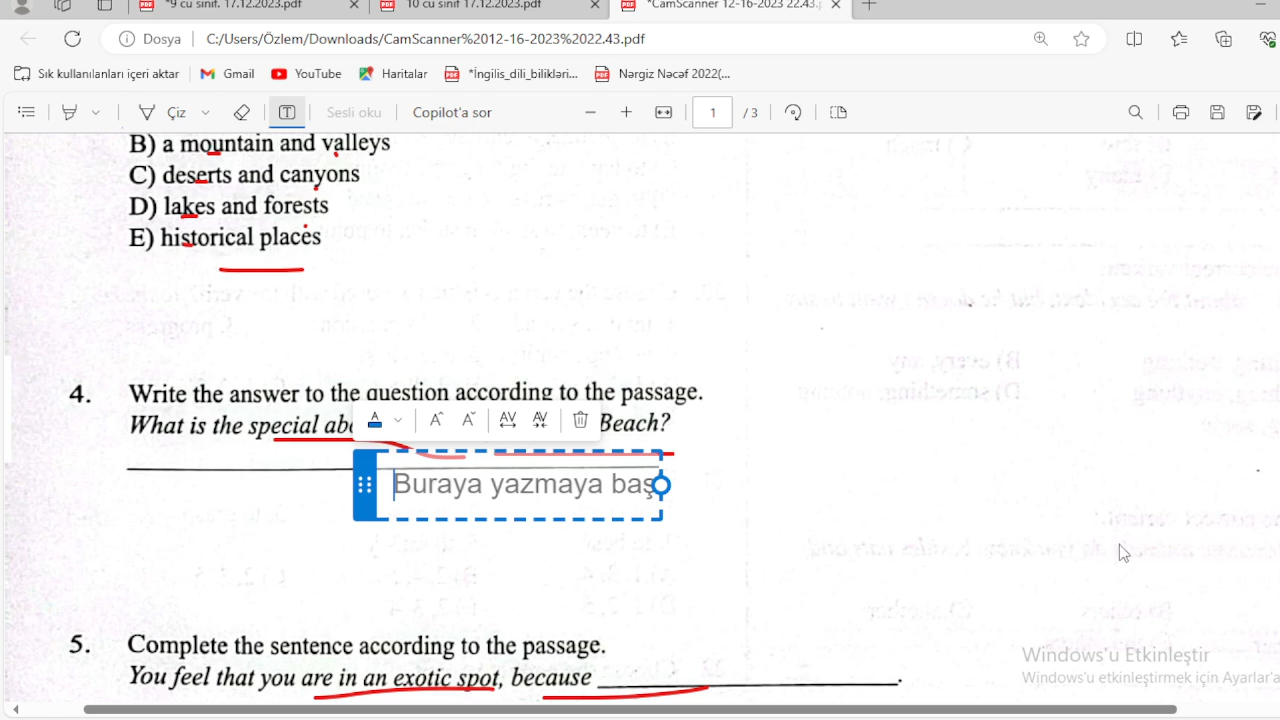 *9 cu sinif. 17.12.2023.pdf
10 cu sinif 17.12.2023.pdf
*CamScanner 12-16-2023 22.43.p
Dosya
C:/Users/Özlem/Downloads/CamScanner%2012-16-2023%2022.43.pdf
Sık kullanılanları içeri aktar
Gmail
YouTube
Haritalar
*İngilis_dili_bilikləri...
Nərgiz Nəcəf 2022(...
Çiz
Sesli oku
Copilot'a sor
1
/ 3
B) a mountain and valleys
C) deserts and canyons
D) lakes and forests
E) historical places
4. Write the answer to the question according to the passage.
What is the special Beach?
Buraya yazmaya baş
5. Complete the sentence according to the passage.
You feel that you are in an exotic spot, because ____________.
Windows'u Etkinleştir
Windows'u etkinleştirmek için Ayarlar'a